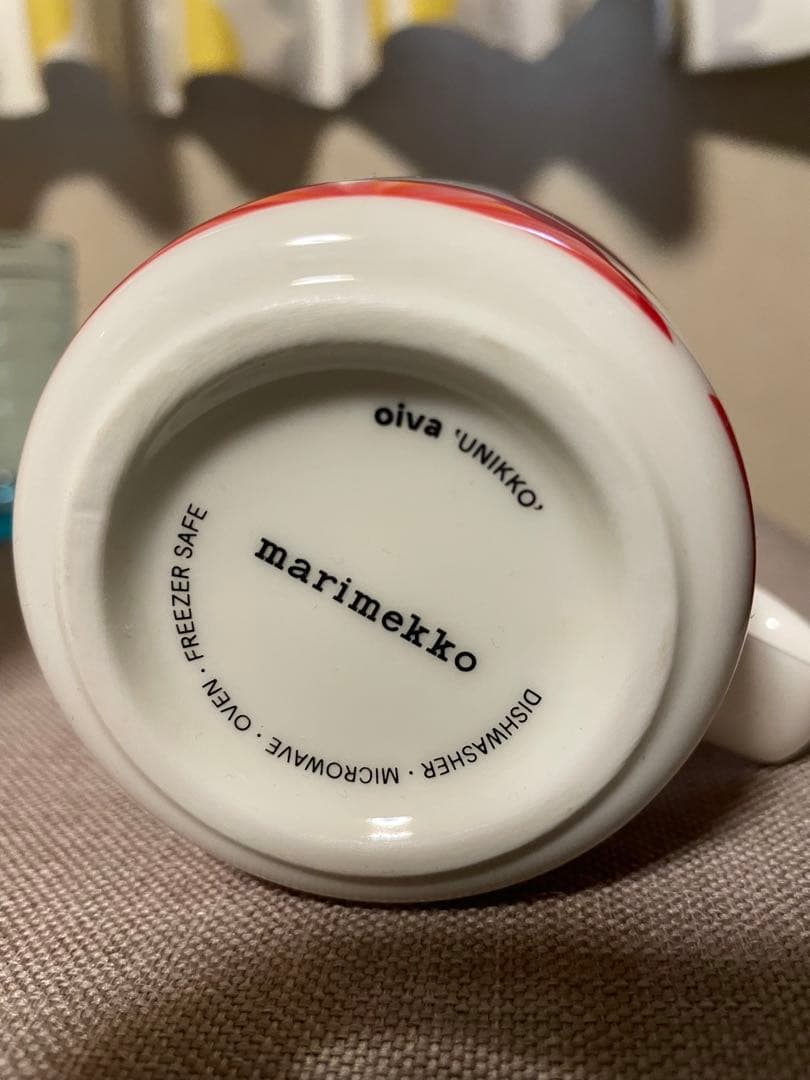 oiva 'UNIKKO'
marimekko
DISHWASHER · MICROWAVE · OVEN · FREEZER SAFE